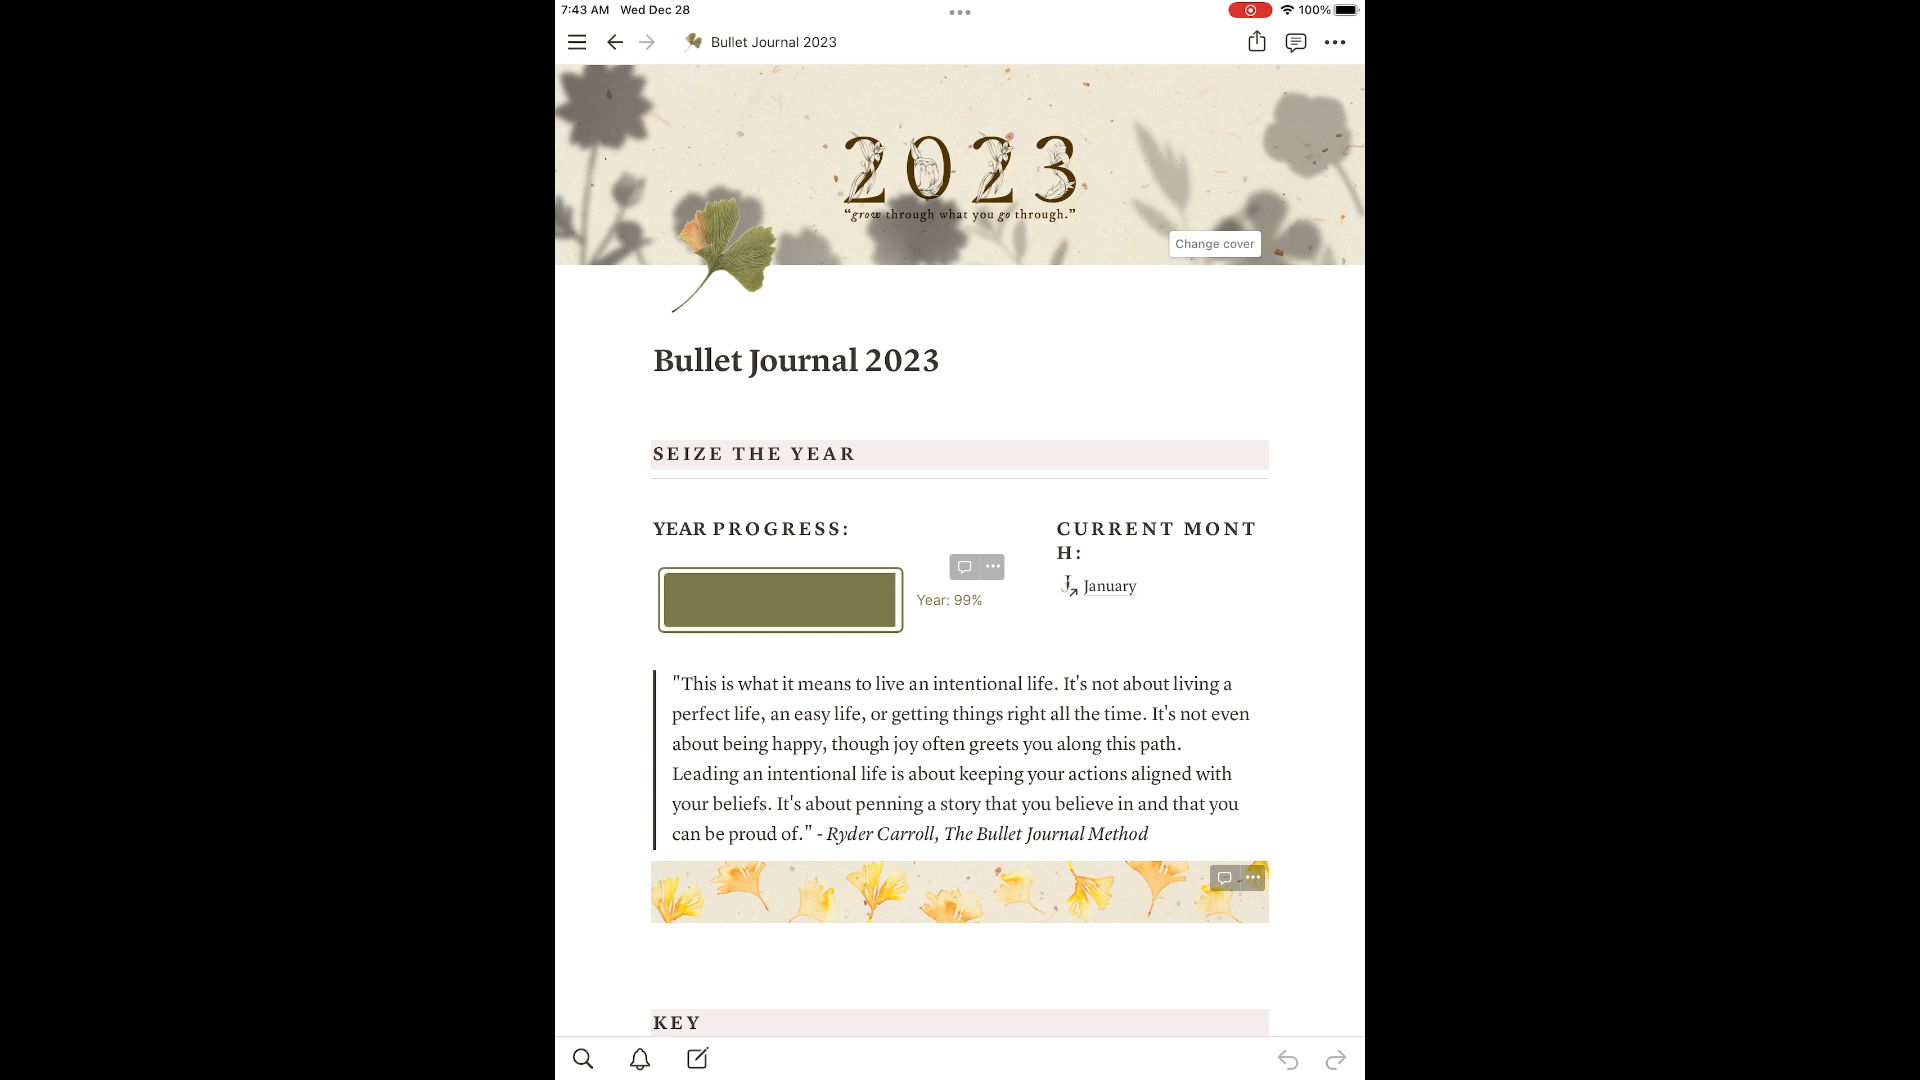 7:43 AM Wed Dec 28
100%
Bullet Journal 2023
2023
“grow through what you go through.”
Change cover
Bullet Journal 2023
SEIZE THE YEAR
YEAR PROGRESS:
Year: 99%
CURRENT MONT
H:
January
"This is what it means to live an intentional life. It's not about living a
perfect life, an easy life, or getting things right all the time. It's not even
about being happy, though joy often greets you along this path.
Leading an intentional life is about keeping your actions aligned with
your beliefs. It's about penning a story that you believe in and that you
can be proud of." - Ryder Carroll, The Bullet Journal Method
KEY